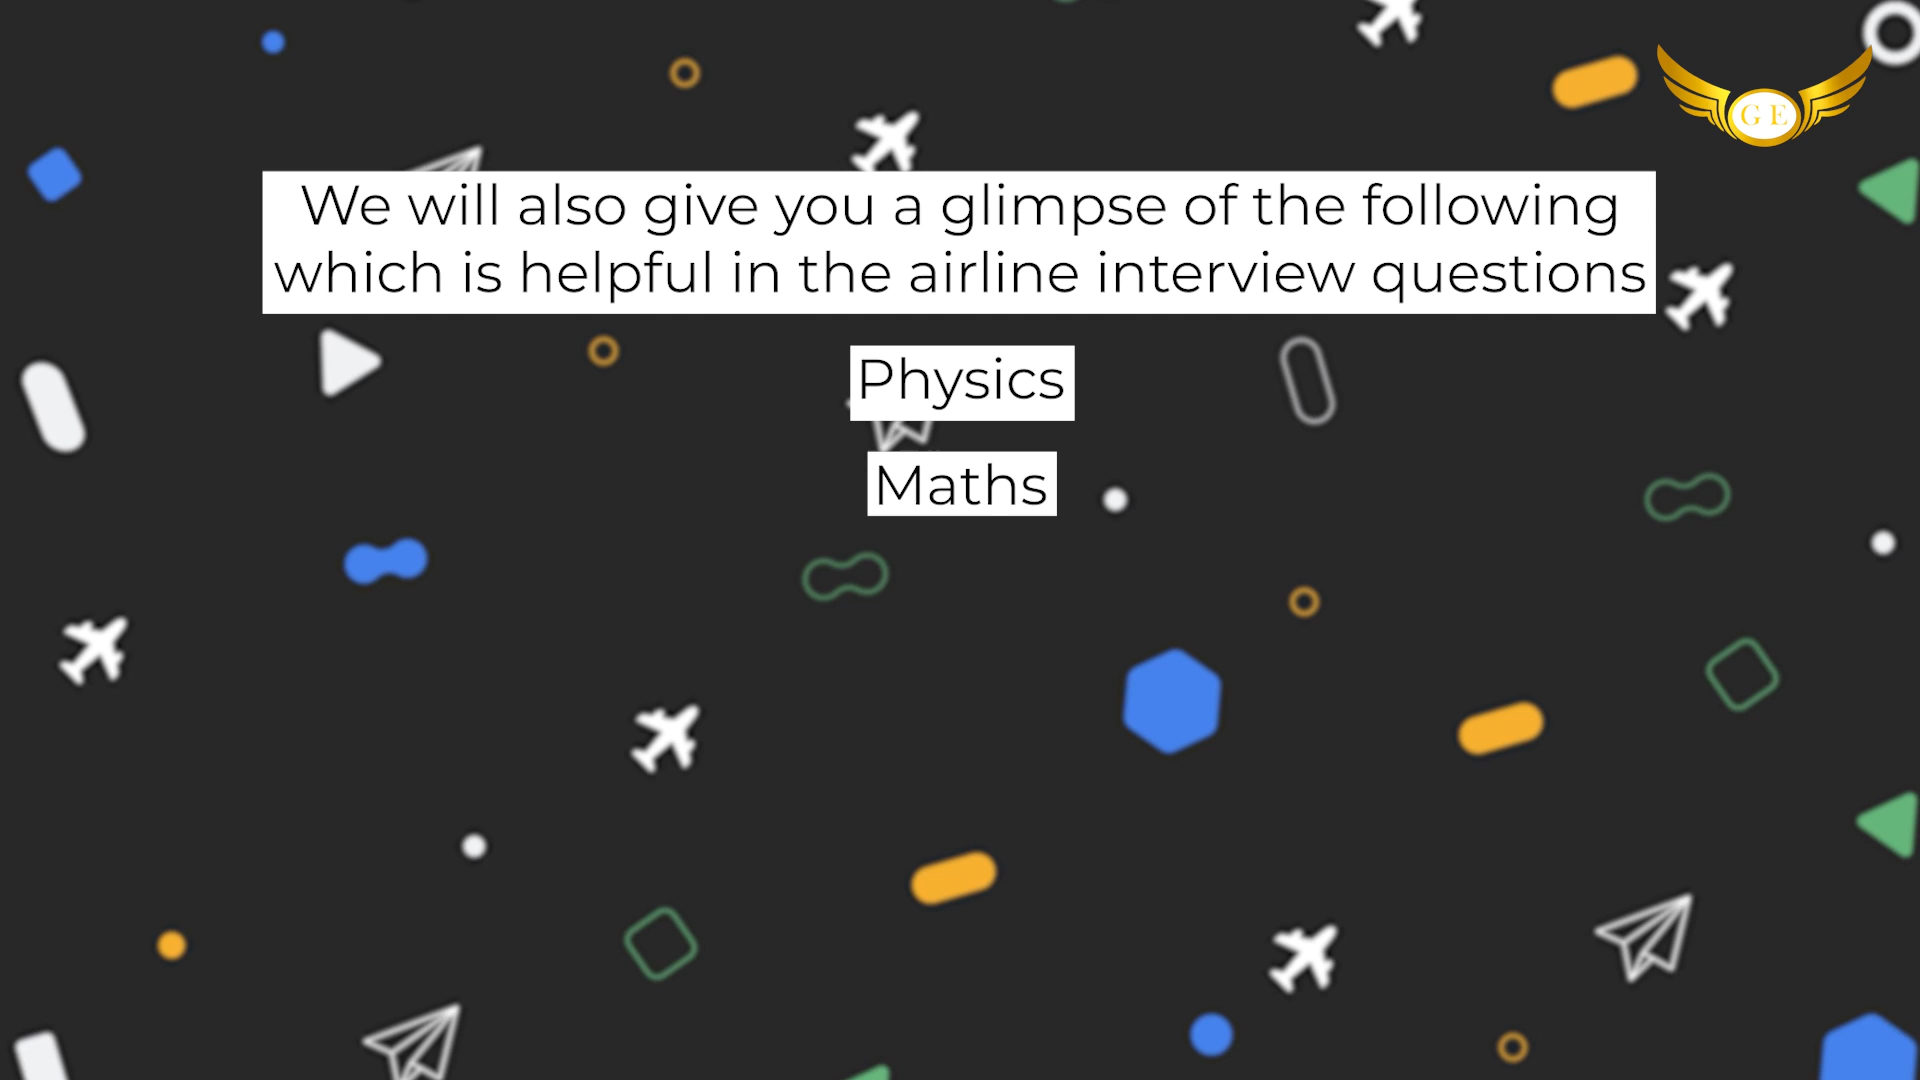 G E
We will also give you a glimpse of the following
which is helpful in the airline interview questions
Physics
Maths